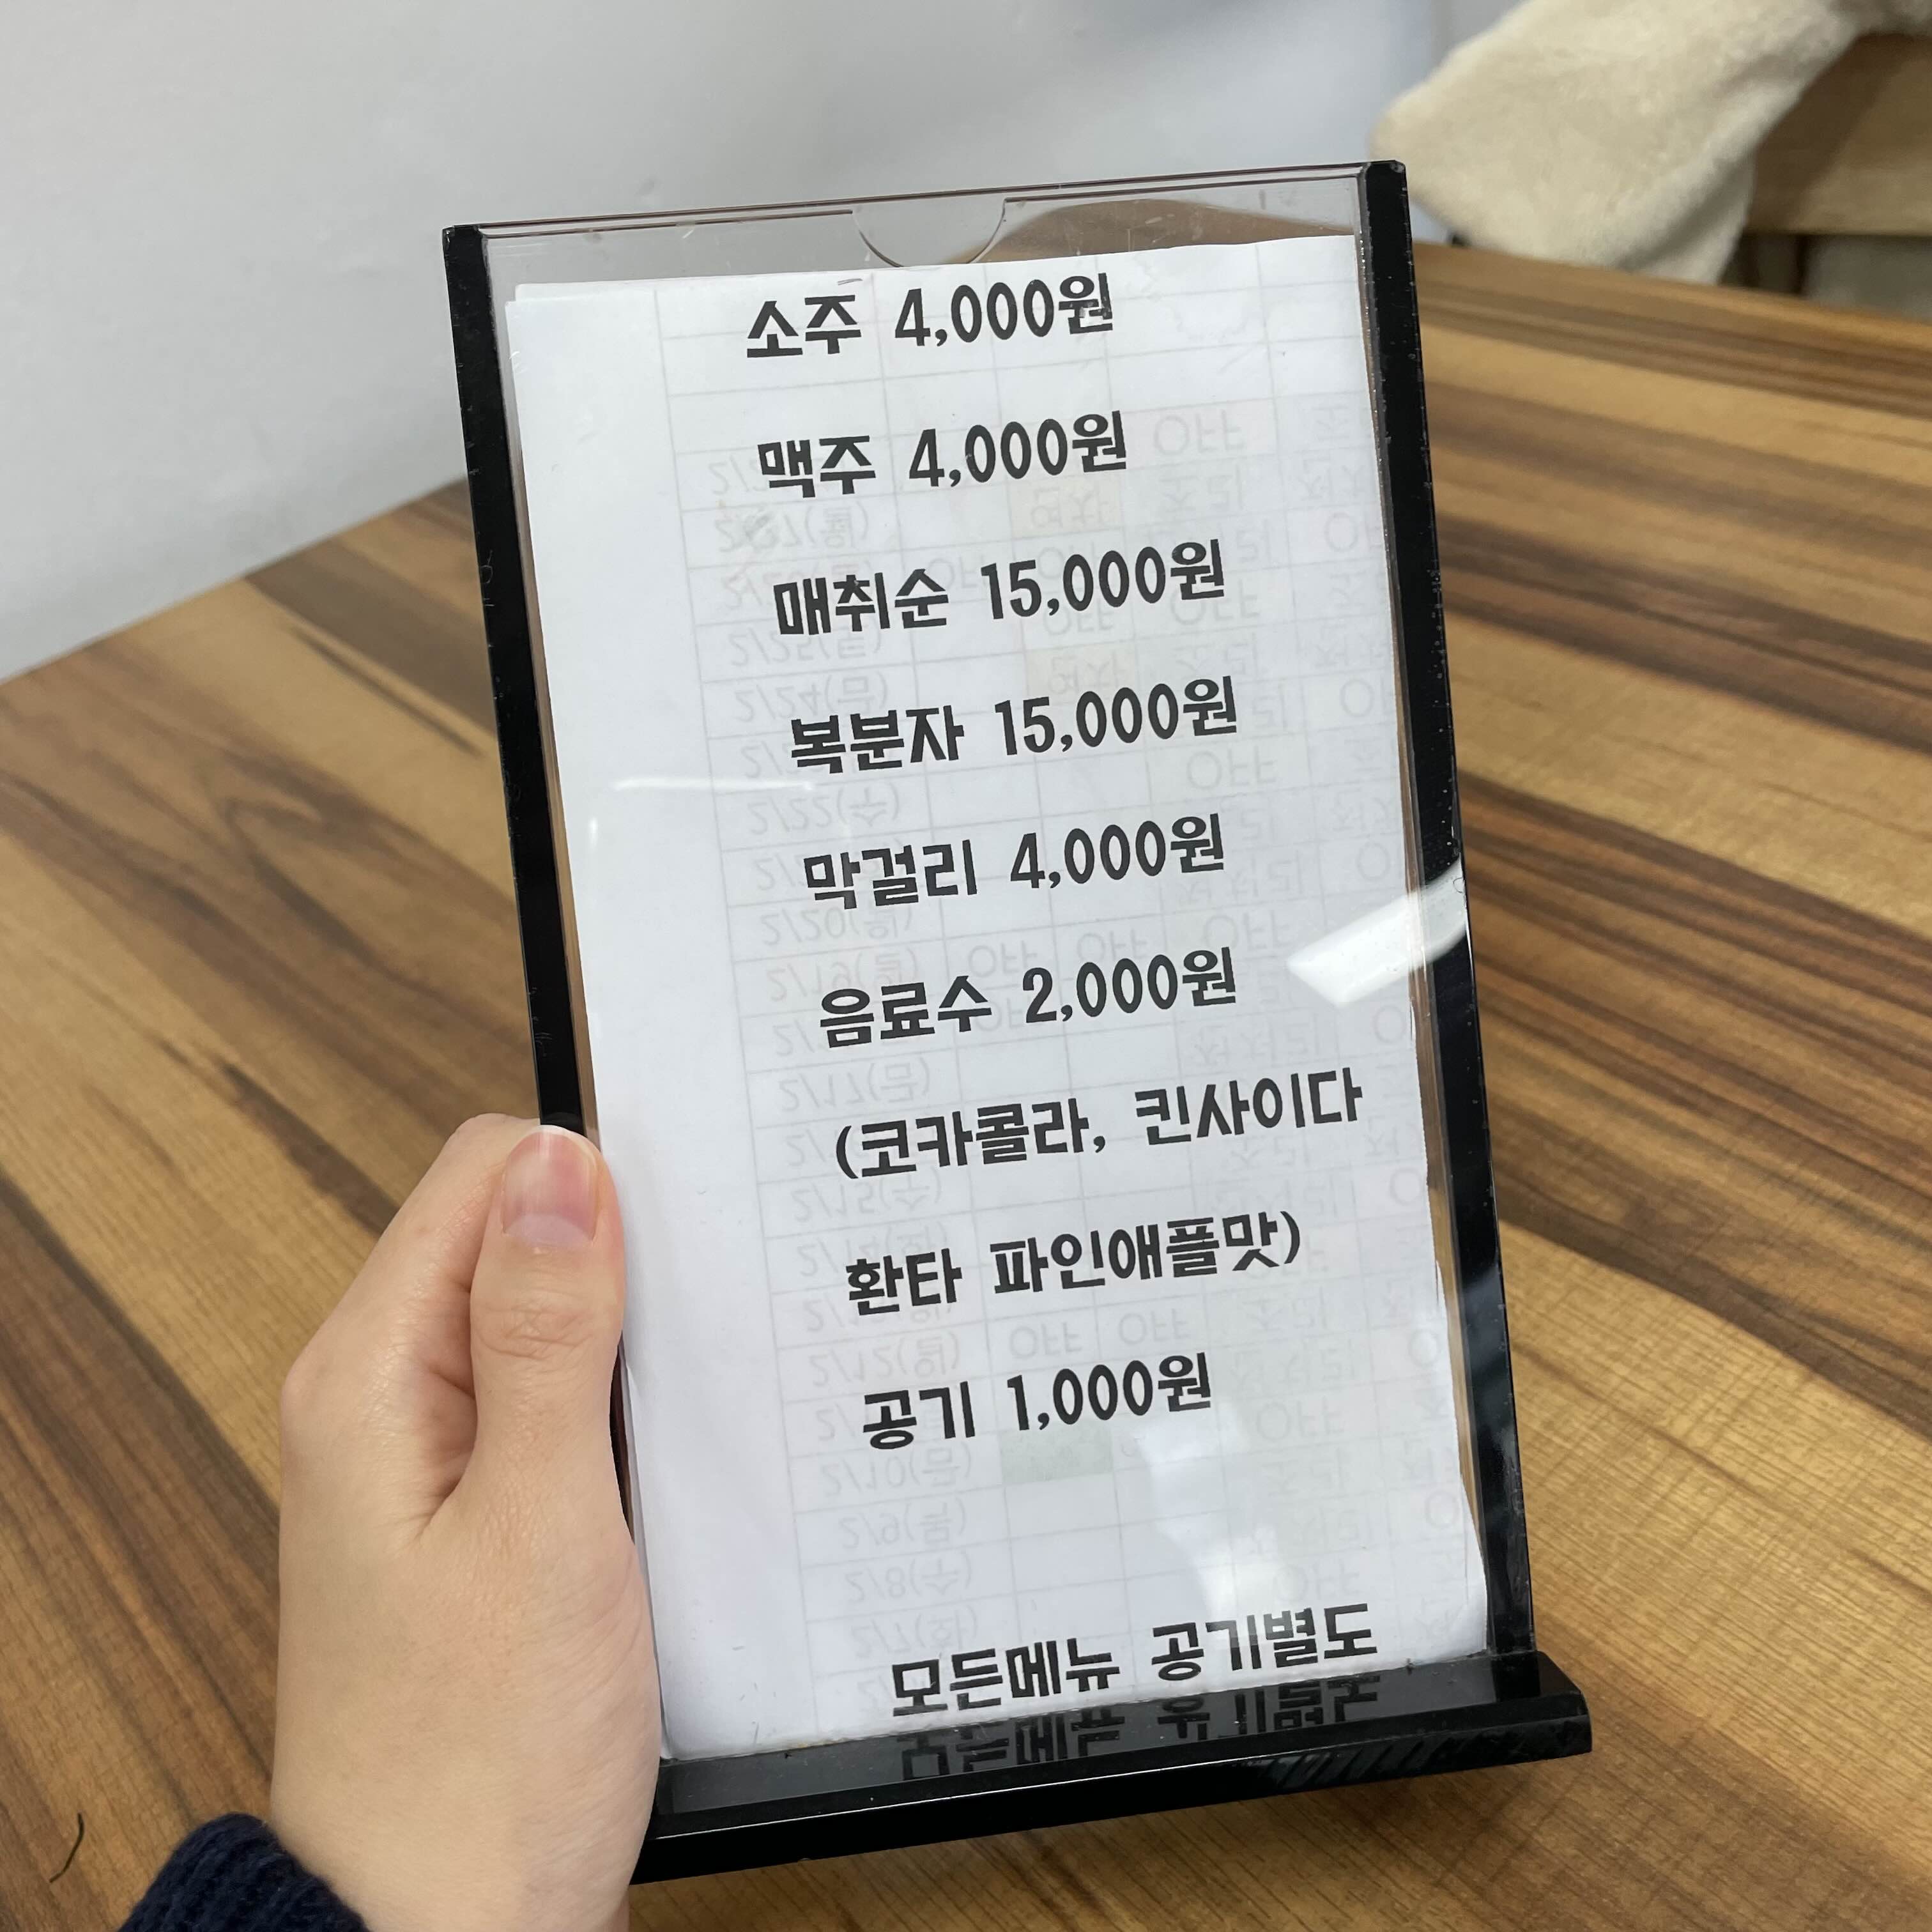 소주 4,000원
맥주 4,000원
매취순 15,000원
복분자 15,000원
막걸리 4,000원
음료수 2,000원
(코카콜라, 킨사이다
환타 파인애플맛)
공기 1,000원
모든메뉴 공기별도